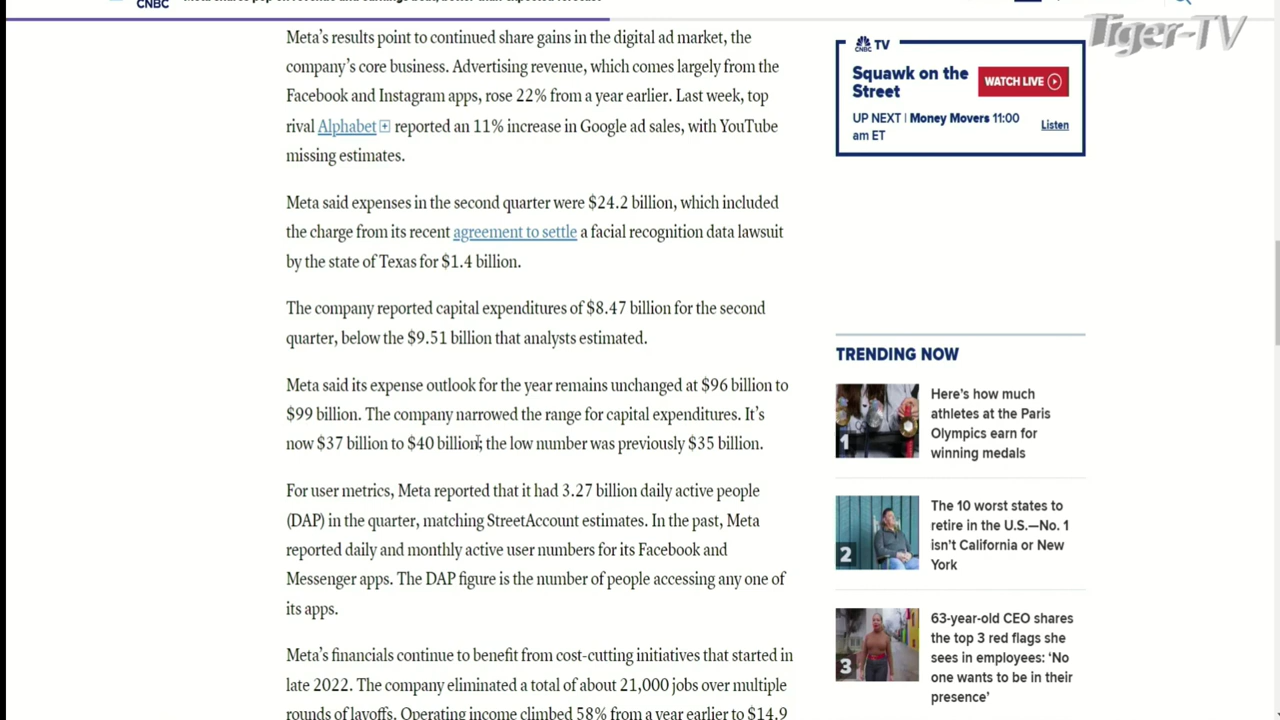 CNBC
Tiger-TV
Meta's results point to continued share gains in the digital ad market, the
company's core business. Advertising revenue, which comes largely from the
Facebook and Instagram apps, rose 22% from a year earlier. Last week, top
rival Alphabet reported an 11% increase in Google ad sales, with YouTube
missing estimates.
Meta said expenses in the second quarter were $24.2 billion, which included
the charge from its recent agreement to settle a facial recognition data lawsuit
by the state of Texas for $1.4 billion.
The company reported capital expenditures of $8.47 billion for the second
quarter, below the $9.51 billion that analysts estimated.
Meta said its expense outlook for the year remains unchanged at $96 billion to
$99 billion. The company narrowed the range for capital expenditures. It's
now $37 billion to $40 billion; the low number was previously $35 billion.
For user metrics, Meta reported that it had 3.27 billion daily active people
(DAP) in the quarter, matching StreetAccount estimates. In the past, Meta
reported daily and monthly active user numbers for its Facebook and
Messenger apps. The DAP figure is the number of people accessing any one of
its apps.
Meta's financials continue to benefit from cost-cutting initiatives that started in
late 2022. The company eliminated a total of about 21,000 jobs over multiple
rounds of layoffs. Operating income climbed 58% from a year earlier to $14.9
CNBC TV
Squawk on the
Street
WATCH LIVE
UP NEXT | Money Movers 11:00
am ET
Listen
TRENDING NOW
1
Here's how much
athletes at the Paris
Olympics earn for
winning medals
2
The 10 worst states to
retire in the U.S.—No. 1
isn't California or New
York
3
63-year-old CEO shares
the top 3 red flags she
sees in employees: 'No
one wants to be in their
presence'